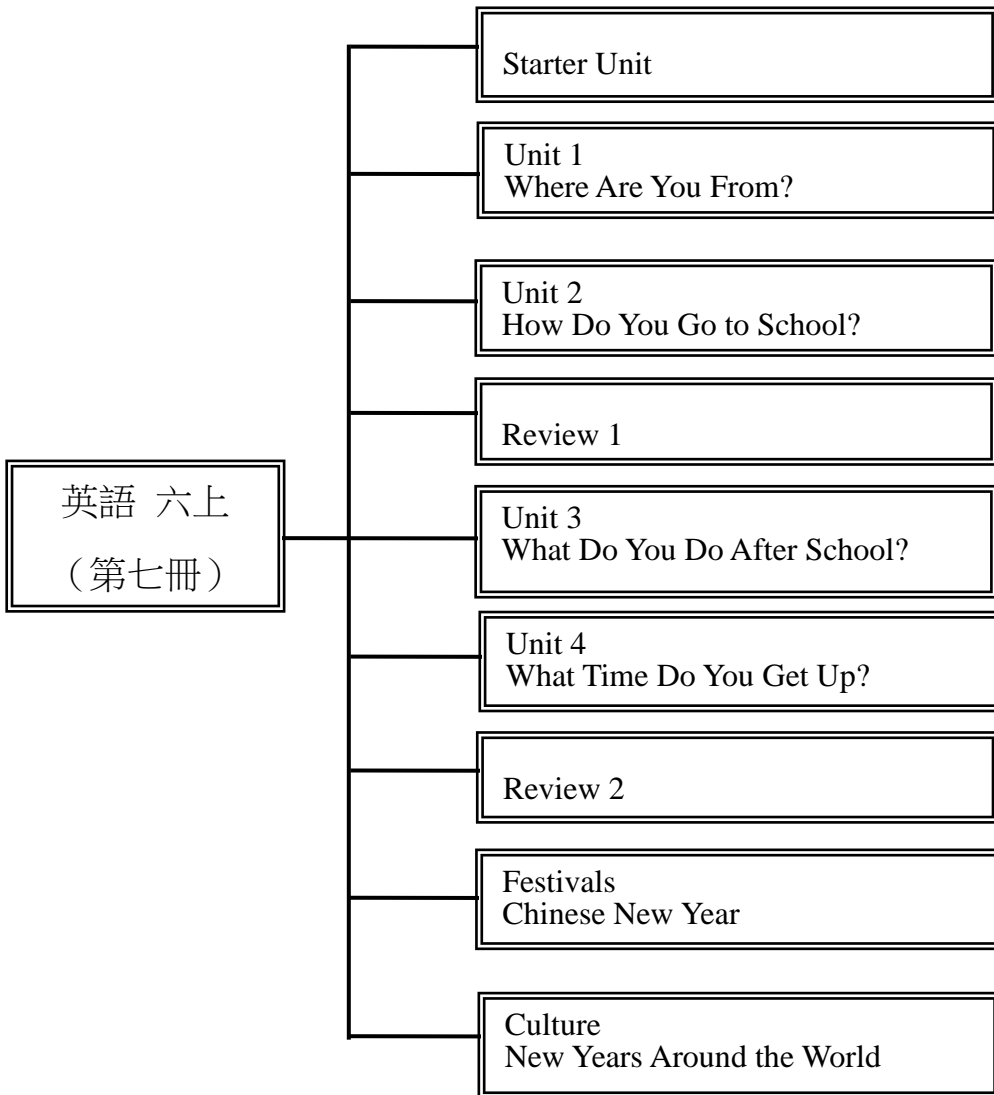 Starter Unit
Unit 1
Where Are You From?
Unit 2
How Do You Go to School?
Review 1
英語 六上
（第七冊）
Unit 3
What Do You Do After School?
Unit 4
What Time Do You Get Up?
Review 2
Festivals
Chinese New Year
Culture
New Years Around the World